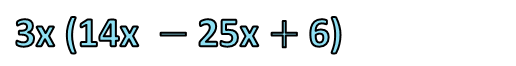 3x (14x − 25x + 6)